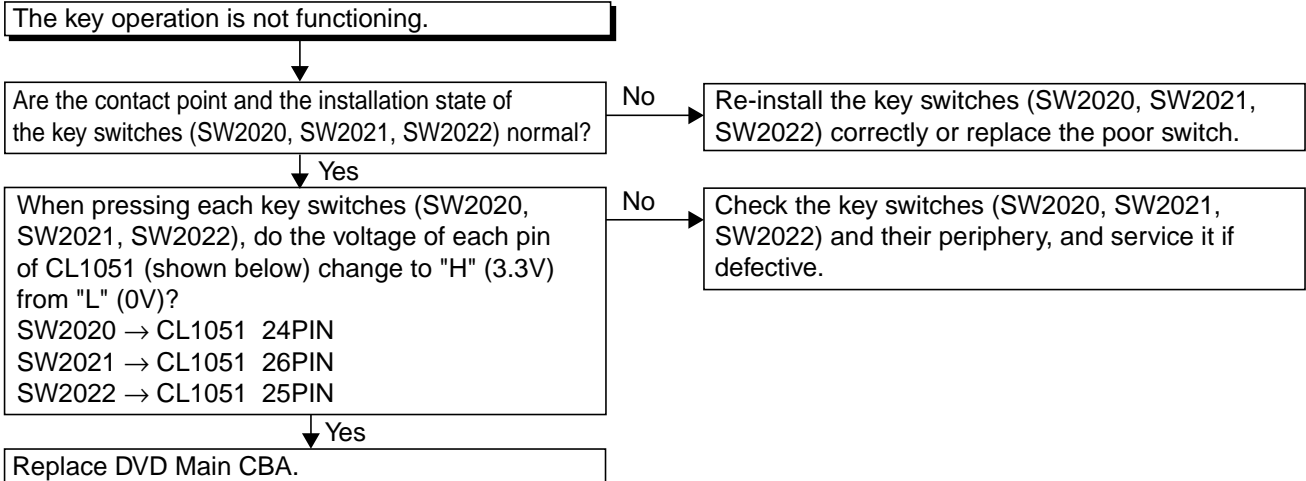 The key operation is not functioning.
Are the contact point and the installation state of
the key switches (SW2020, SW2021, SW2022) normal?
No
Re-install the key switches (SW2020, SW2021,
SW2022) correctly or replace the poor switch.
Yes
When pressing each key switches (SW2020,
SW2021, SW2022), do the voltage of each pin
of CL1051 (shown below) change to "H" (3.3V)
from "L" (0V)?
SW2020 → CL1051 24PIN
SW2021 → CL1051 26PIN
SW2022 → CL1051 25PIN
No
Check the key switches (SW2020, SW2021,
SW2022) and their periphery, and service it if
defective.
Yes
Replace DVD Main CBA.